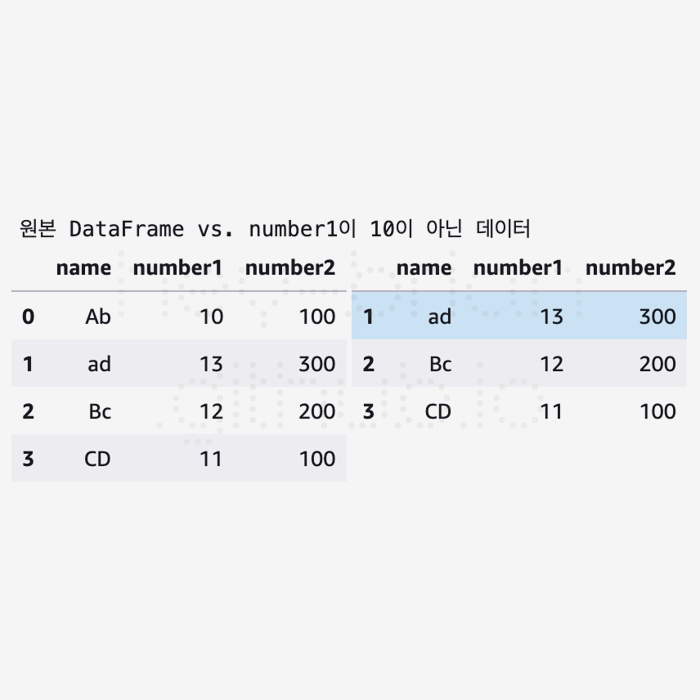 원본 DataFrame vs. number1이 10이 아닌 데이터
name number1 number2 name number1 number2
0 Ab 10 100 1 ad 13 300
1 ad 13 300 2 Bc 12 200
2 Bc 12 200 3 CD 11 100
3 CD 11 100